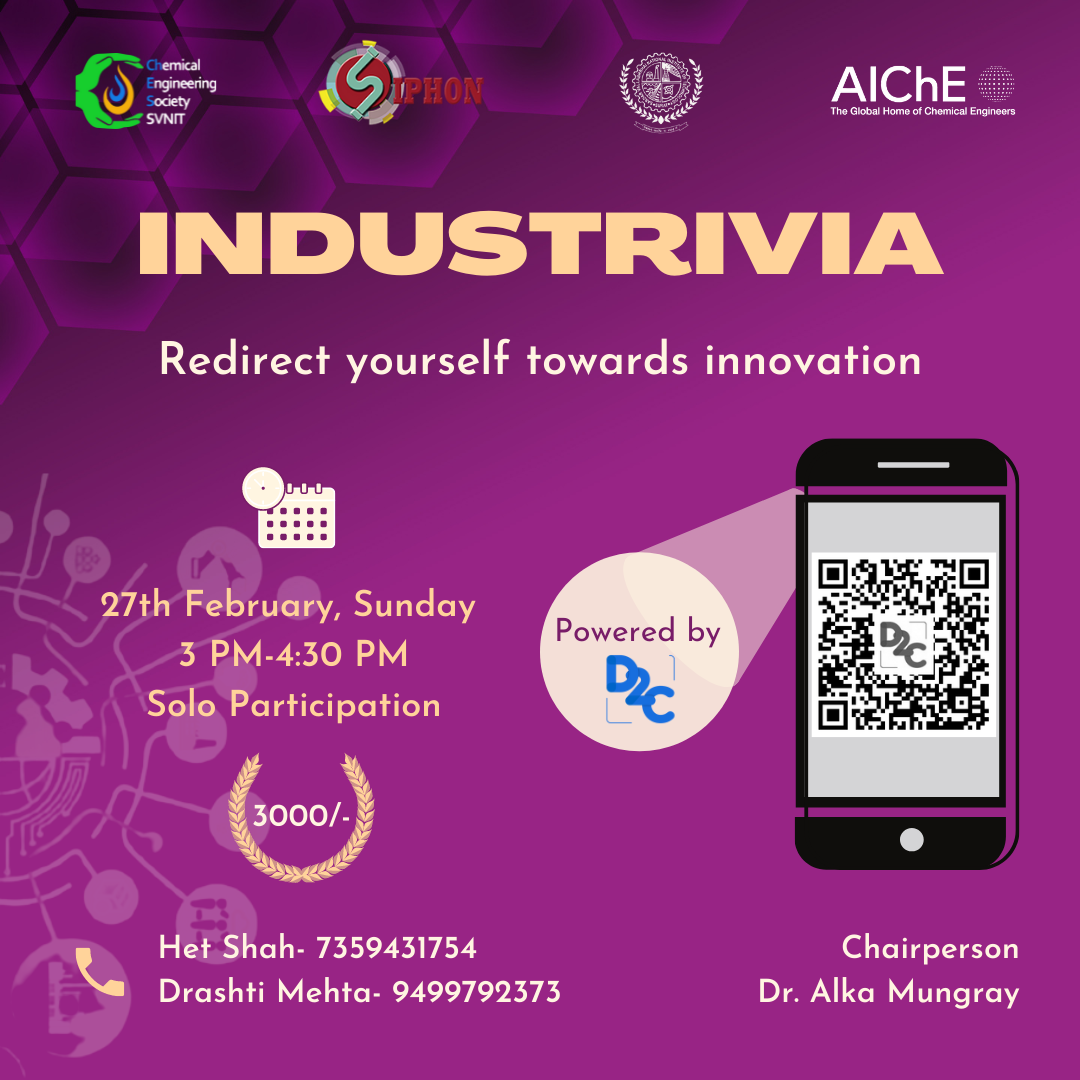 Chemical
Engineering
Society
SVNIT
SIPHON
AIChE
The Global Home of Chemical Engineers
INDUSTRIVIA
Redirect yourself towards innovation
27th February, Sunday
3 PM-4:30 PM
Solo Participation
3000/-
Powered by
D2C
D2C
Het Shah- 7359431754
Drashti Mehta- 9499792373
Chairperson
Dr. Alka Mungray